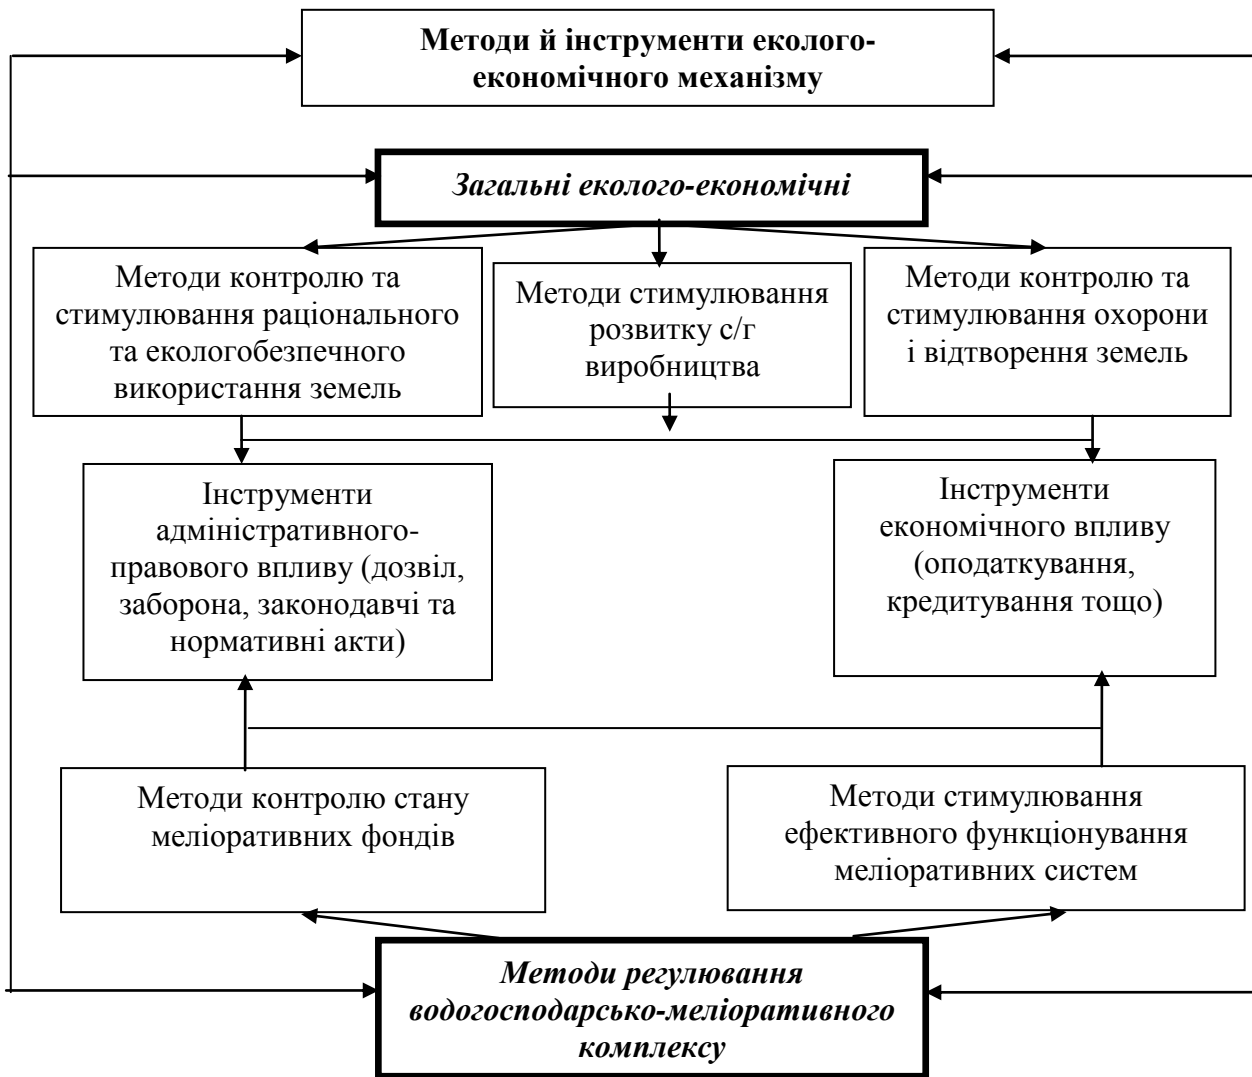 Методи й інструменти еколого-
економічного механізму
Загальні еколого-економічні
Методи контролю та
стимулювання раціонального
та екологобезпечного
використання земель
Методи стимулювання
розвитку с/г
виробництва
Методи контролю та
стимулювання охорони
і відтворення земель
Інструменти
адміністративного-
правового впливу (дозвіл,
заборона, законодавчі та
нормативні акти)
Інструменти
економічного впливу
(оподаткування,
кредитування тощо)
Методи контролю стану
меліоративних фондів
Методи стимулювання
ефективного функціонування
меліоративних систем
Методи регулювання
водогосподарсько-меліоративного
комплексу